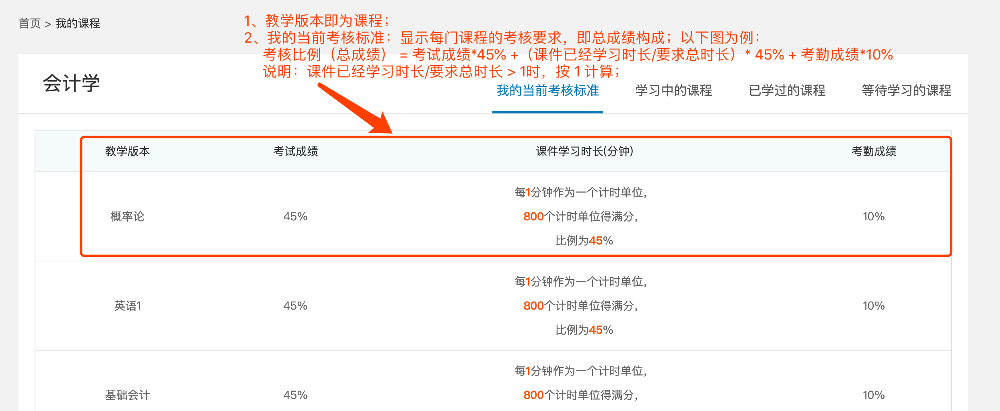 首页 > 我的课程
1、教学版本即为课程；
2、我的当前考核标准：显示每门课程的考核要求，即总成绩构成；以下图为例：
考核比例（总成绩） = 考试成绩*45% +（课件已经学习时长/要求总时长）* 45% + 考勤成绩*10%
说明：课件已经学习时长/要求总时长 > 1时，按 1 计算；
会计学
我的当前考核标准 学习中的课程 已学过的课程 等待学习的课程
教学版本 考试成绩 课件学习时长(分钟) 考勤成绩
每1分钟作为一个计时单位，
概率论 45% 800个计时单位得满分， 10%
比例为45%
每1分钟作为一个计时单位，
英语1 45% 800个计时单位得满分， 10%
比例为45%
每1分钟作为一个计时单位，
基础会计 45% 800个计时单位得满分， 10%